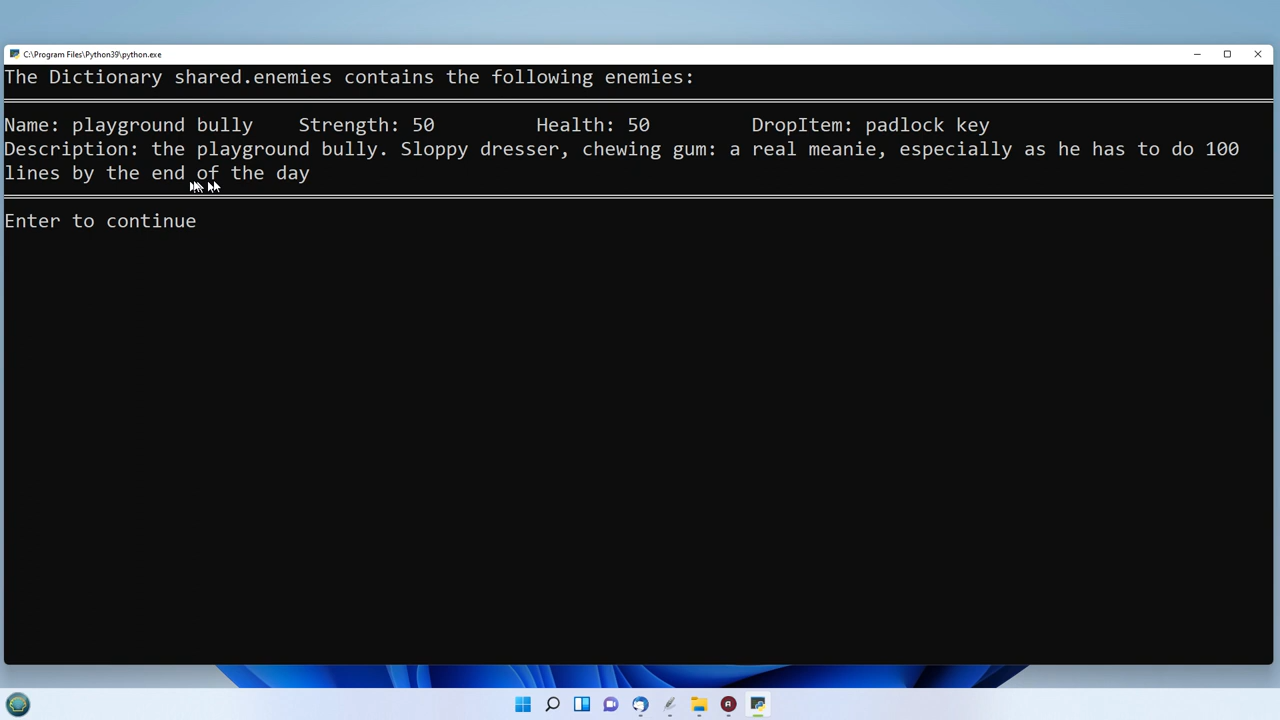 C:\Program Files\Python39\python.exe
The Dictionary shared.enemies contains the following enemies:
Name: playground bully    Strength: 50         Health: 50         DropItem: padlock key
Description: the playground bully. Sloppy dresser, chewing gum: a real meanie, especially as he has to do 100
lines by the end of the day
Enter to continue